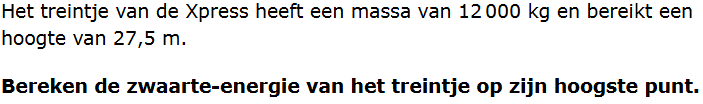 Het treintje van de Xpress heeft een massa van 12 000 kg en bereikt een
hoogte van 27,5 m.
Bereken de zwaarte-energie van het treintje op zijn hoogste punt.